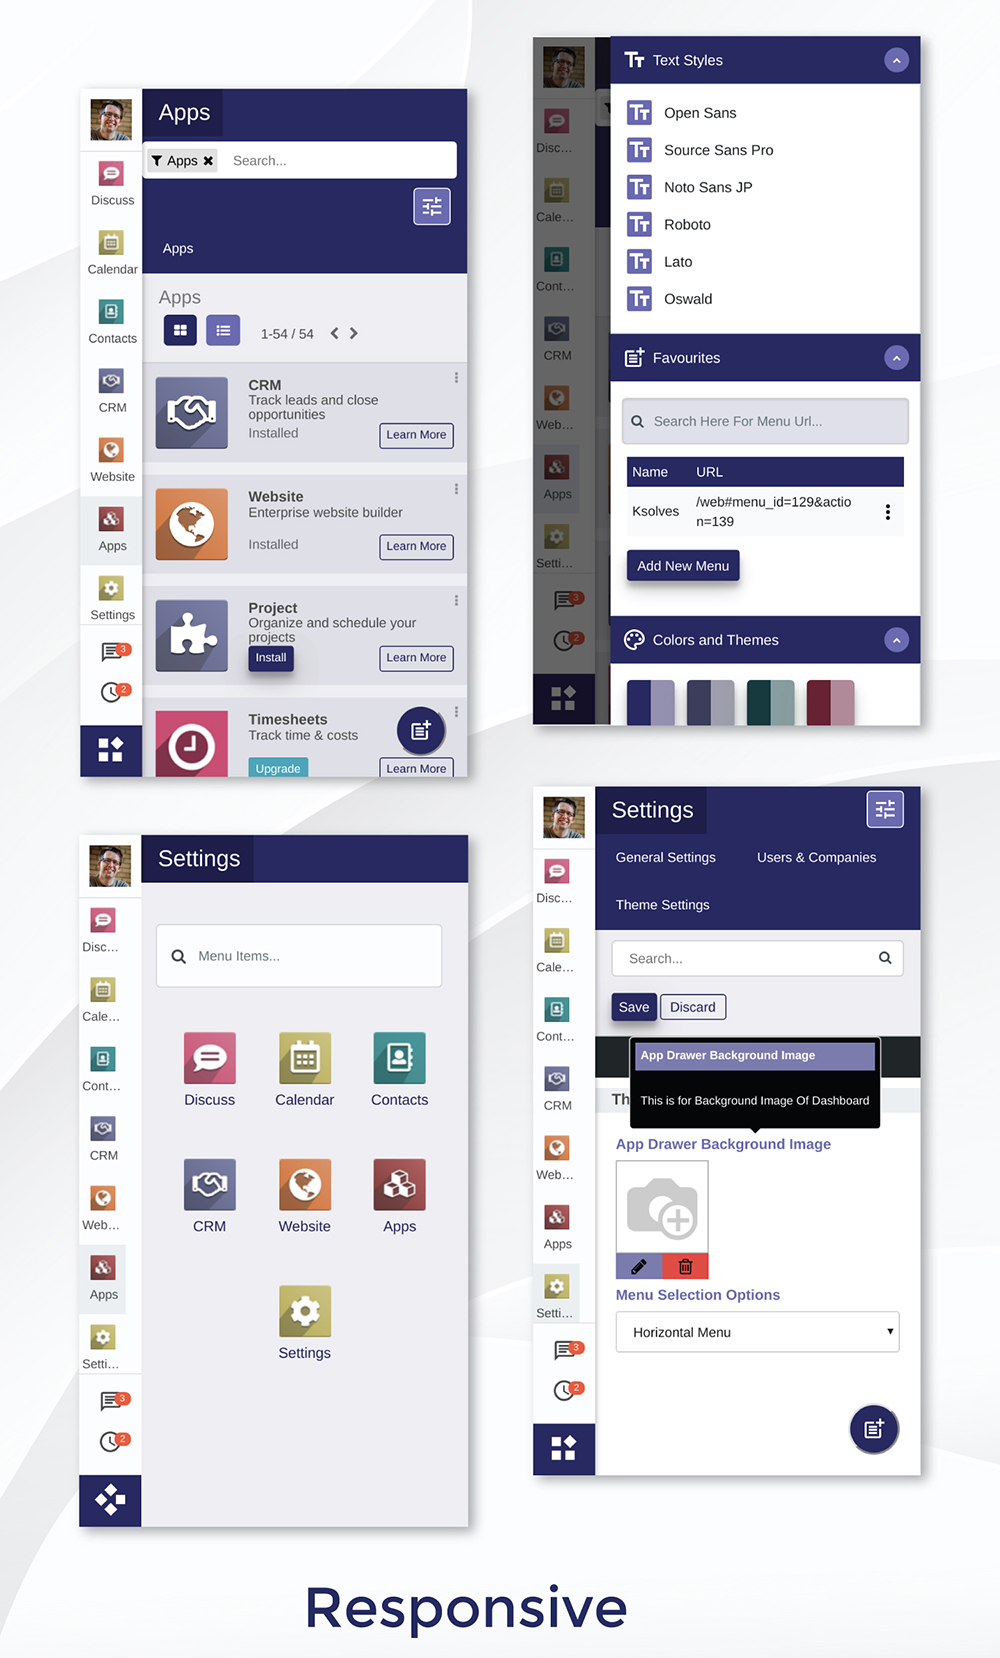 Apps
Apps
Search...
Discuss
Calendar
Contacts
CRM
Website
Apps
Settings
3
2
Apps
Apps
1-54 / 54
CRM
Track leads and close
opportunities
Installed
Learn More
Website
Enterprise website builder
Installed
Learn More
Project
Organize and schedule your
projects
Install
Learn More
Timesheets
Track time & costs
Upgrade
Learn More
Disc...
Cale...
Cont...
CRM
Web...
Apps
Setti...
3
2
Text Styles
Open Sans
Source Sans Pro
Noto Sans JP
Roboto
Lato
Oswald
Favourites
Search Here For Menu Url...
Name URL
Ksolves /web#menu_id=129&actio
n=139
Add New Menu
Colors and Themes
Settings
Disc...
Cale...
Cont...
CRM
Web...
Apps
Setti...
3
2
Menu Items...
Discuss Calendar Contacts
CRM Website Apps
Settings
Settings
Disc...
Cale...
Cont...
CRM
Web...
Apps
Setti...
3
2
General Settings Users & Companies
Theme Settings
Search...
Save Discard
App Drawer Background Image
Th
This is for Background Image Of Dashboard
App Drawer Background Image
Menu Selection Options
Horizontal Menu
Responsive